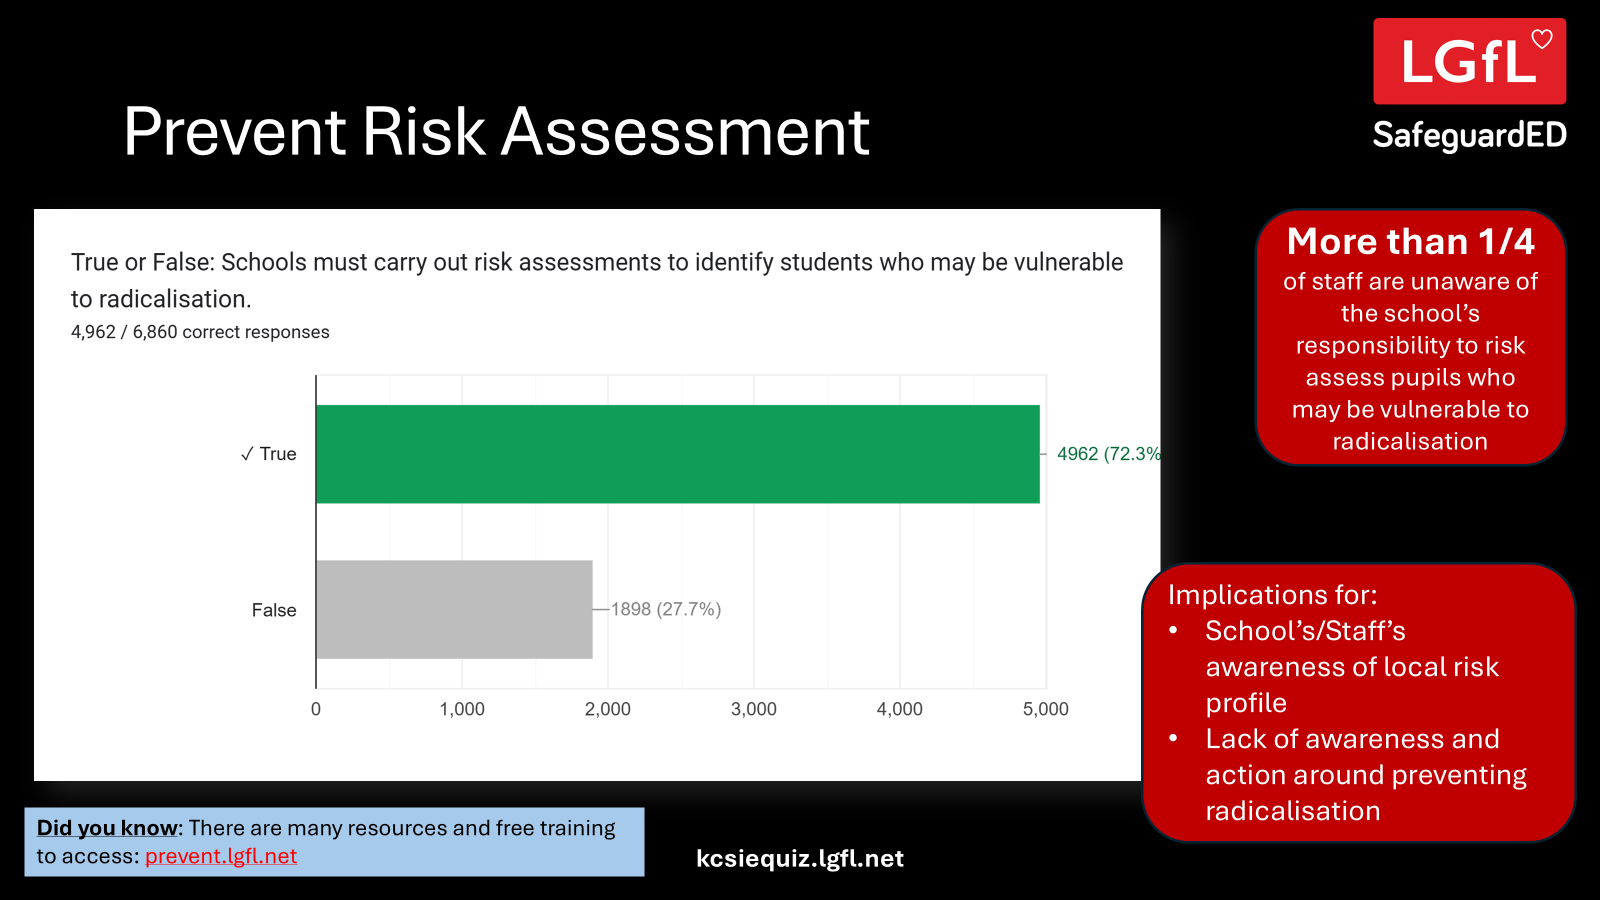 LGfL
SafeguardED
Prevent Risk Assessment
True or False: Schools must carry out risk assessments to identify students who may be vulnerable
to radicalisation.
4,962 / 6,860 correct responses
✓ True
4962 (72.3%
False
1898 (27.7%)
0 1,000 2,000 3,000 4,000 5,000
More than 1/4
of staff are unaware of
the school’s
responsibility to risk
assess pupils who
may be vulnerable to
radicalisation
Implications for:
• School’s/Staff’s
awareness of local risk
profile
• Lack of awareness and
action around preventing
radicalisation
Did you know: There are many resources and free training
to access: prevent.lgfl.net
kcsiequiz.lgfl.net